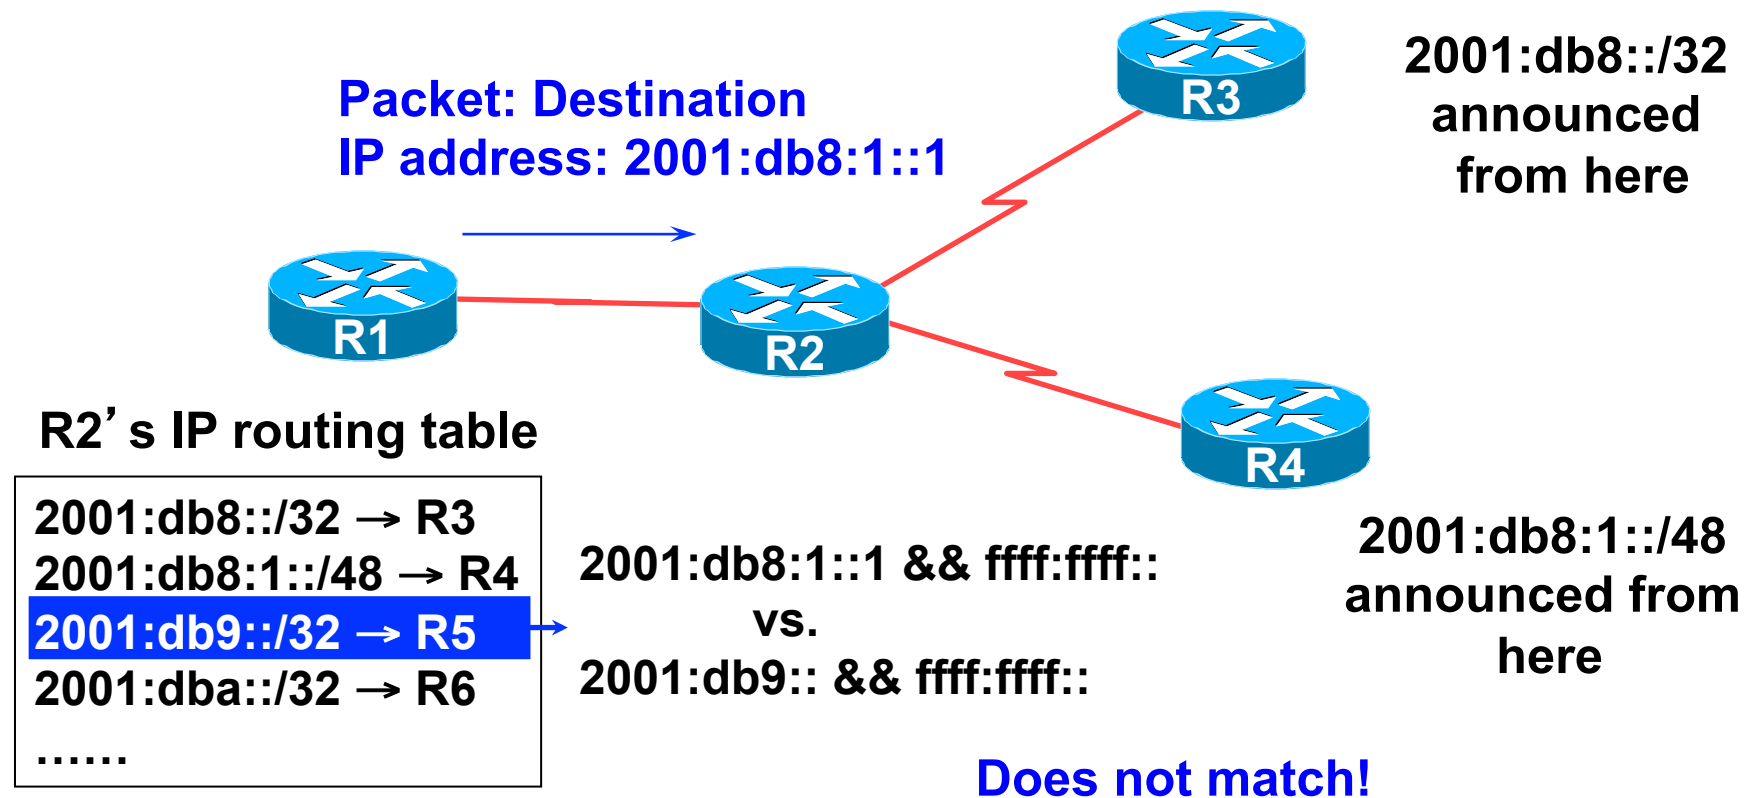 Packet: Destination
IP address: 2001:db8:1::1
R3
2001:db8::/32
announced
from here
R1
R2
R4
2001:db8:1::/48
announced from
here
R2’s IP routing table
2001:db8::/32 → R3
2001:db8:1::/48 → R4
2001:db9::/32 → R5
2001:dba::/32 → R6
……
2001:db8:1::1 && ffff:ffff::
vs.
2001:db9:: && ffff:ffff::
Does not match!